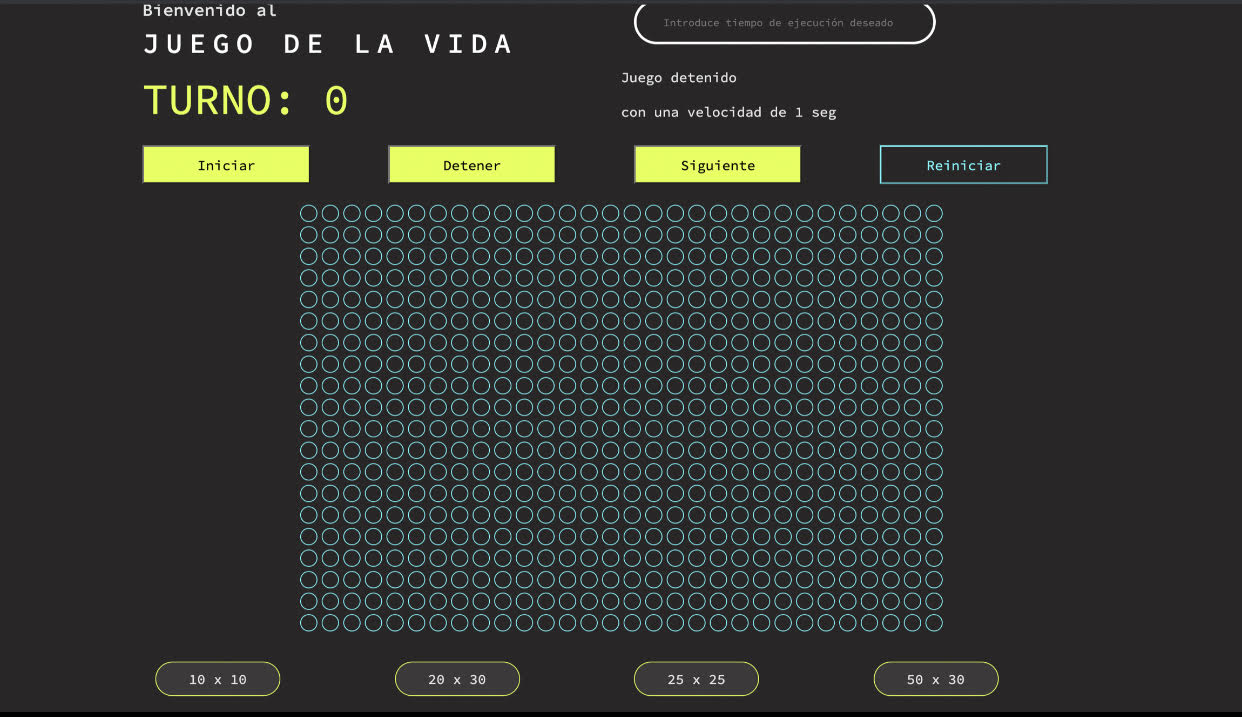 Bienvenido al
JUEGO DE LA VIDA
TURNO: 0
Introduce tiempo de ejecución deseado
Juego detenido
con una velocidad de 1 seg
Iniciar
Detener
Siguiente
Reiniciar
10 x 10
20 x 30
25 x 25
50 x 30